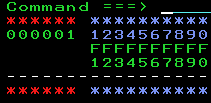 Command ===> _
****** **********
000001 1234567890
FFFFFFFFFF
1234567890
-----------------
****** **********